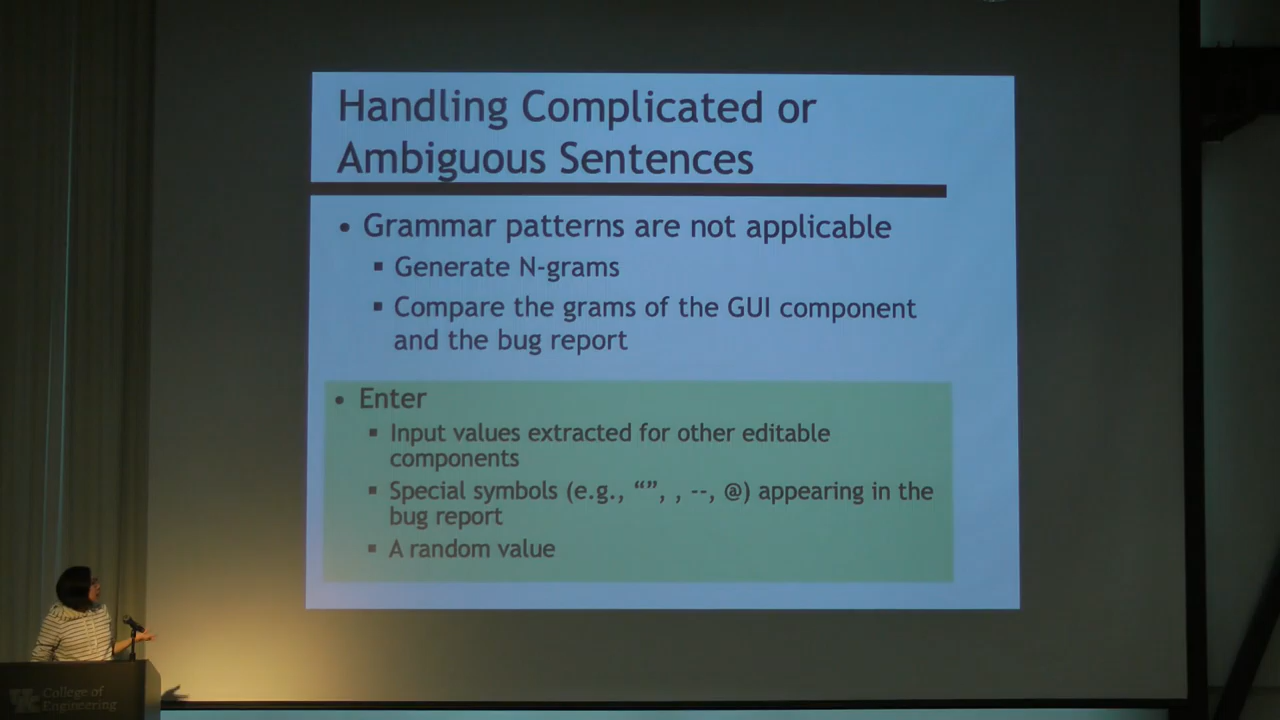 Handling Complicated or
Ambiguous Sentences
• Grammar patterns are not applicable
▪ Generate N-grams
▪ Compare the grams of the GUI component
and the bug report
• Enter
▪ Input values extracted for other editable
components
▪ Special symbols (e.g., “”, , --, @) appearing in the
bug report
▪ A random value
UK College of
Engineering